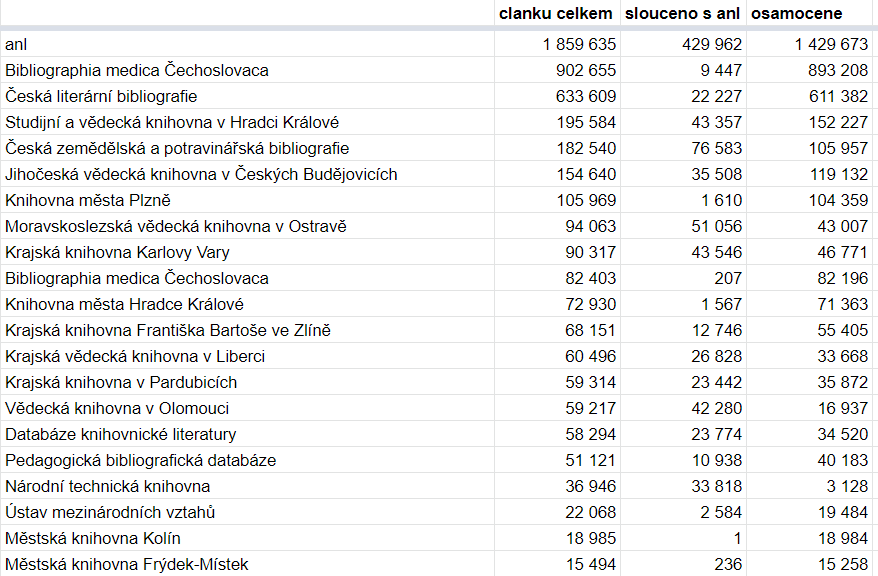 clanku celkem slouceno s anl osamocene
anl 1 859 635 429 962 1 429 673
Bibliographia medica Čechoslovaca 902 655 9 447 893 208
Česká literární bibliografie 633 609 22 227 611 382
Studijní a vědecká knihovna v Hradci Králové 195 584 43 357 152 227
Česká zemědělská a potravinářská bibliografie 182 540 76 583 105 957
Jihočeská vědecká knihovna v Českých Budějovicích 154 640 35 508 119 132
Knihovna města Plzně 105 969 1 610 104 359
Moravskoslezská vědecká knihovna v Ostravě 94 063 51 056 43 007
Krajská knihovna Karlovy Vary 90 317 43 546 46 771
Bibliographia medica Čechoslovaca 82 403 207 82 196
Knihovna města Hradce Králové 72 930 1 567 71 363
Krajská knihovna Františka Bartoše ve Zlíně 68 151 12 746 55 405
Krajská vědecká knihovna v Liberci 60 496 26 828 33 668
Krajská knihovna v Pardubicích 59 314 23 442 35 872
Vědecká knihovna v Olomouci 59 217 42 280 16 937
Databáze knihovnické literatury 58 294 23 774 34 520
Pedagogická bibliografická databáze 51 121 10 938 40 183
Národní technická knihovna 36 946 33 818 3 128
Ústav mezinárodních vztahů 22 068 2 584 19 484
Městská knihovna Kolín 18 985 1 18 984
Městská knihovna Frýdek-Místek 15 494 236 15 258